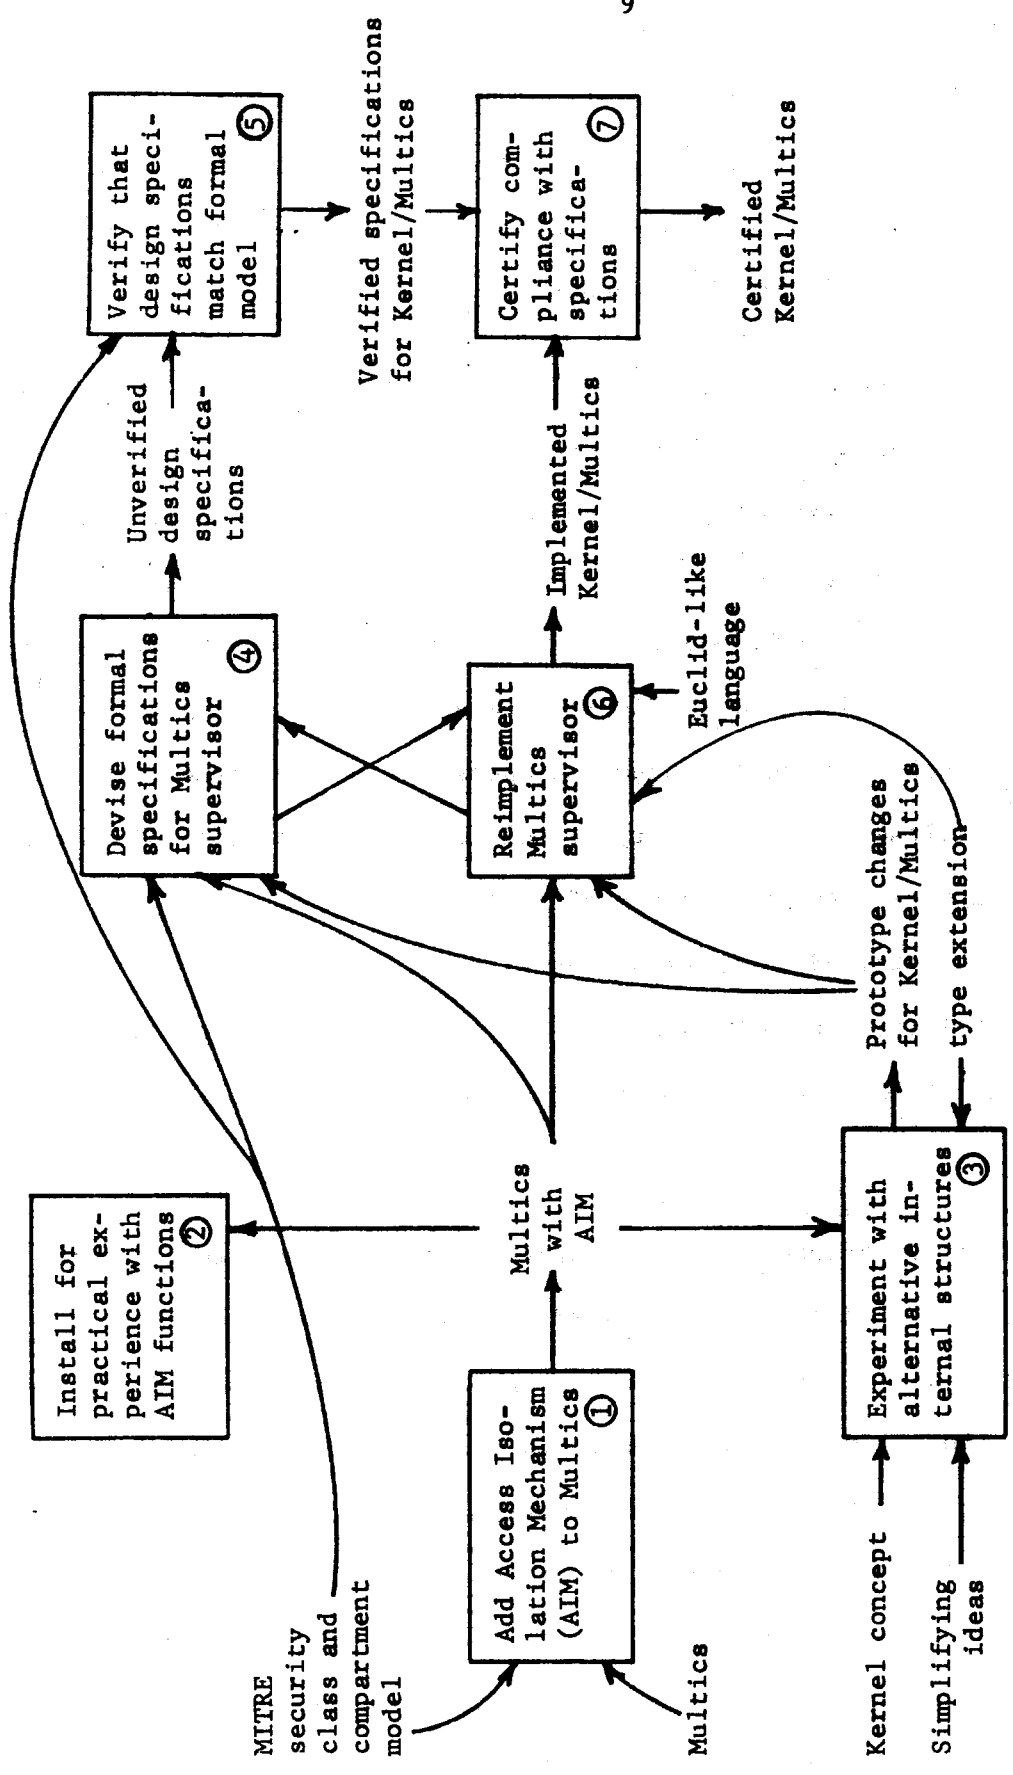 9
MITRE
security
class and
compartment
model
Multics
Kernel concept
Simplifying
ideas
Add Access Iso-
lation Mechanism
(AIM) to Multics
1
Install for
practical ex-
perience with
AIM functions
2
Multics
with
AIM
Experiment with
alternative in-
ternal structures
3
Prototype changes
for Kernel/Multics
type extension
Devise formal
specifications
for Multics
supervisor
4
Reimplement
Multics
supervisor
6
Euclid-like
language
Unverified
design
specifica-
tions
Implemented
Kernel/Multics
Verify that
design speci-
fications
match formal
model
5
Verified specifications
for Kernel/Multics
Certify com-
pliance with
specifica-
tions
7
Certified
Kernel/Multics